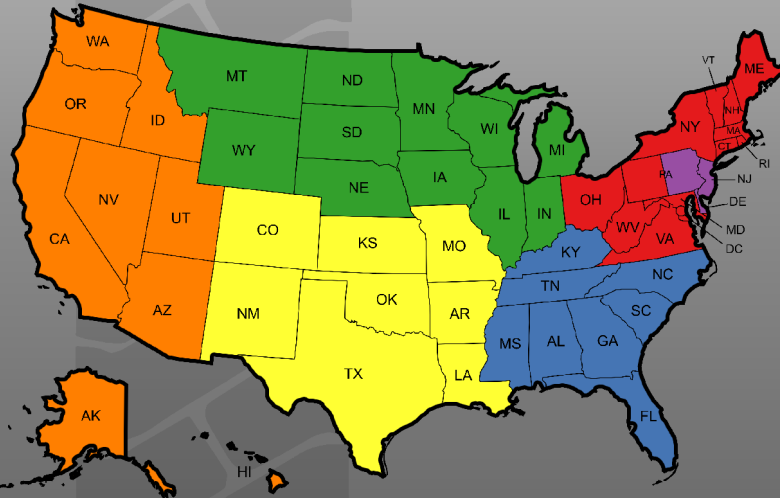 WA
OR
ID
MT
ND
MN
WI
MI
VT
ME
NH
NY
MA
CT
RI
SD
WY
NE
IA
IL
IN
OH
PA
NJ
DE
MD
DC
NV
UT
CA
CO
KS
MO
KY
WV
VA
AZ
NM
OK
AR
TN
NC
SC
TX
LA
MS
AL
GA
FL
AK
HI